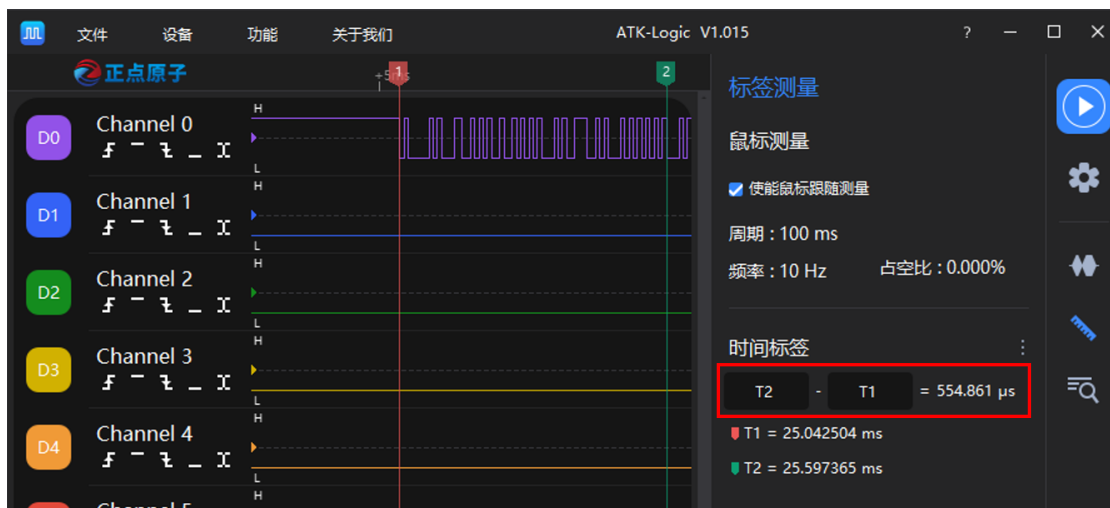 文件 设备 功能 关于我们 ATK-Logic V1.015 ?
正点原子
1
2
H
D0
Channel 0
L
H
D1
Channel 1
L
H
D2
Channel 2
L
H
D3
Channel 3
L
H
D4
Channel 4
L
H
标签测量
鼠标测量
使能鼠标跟随测量
周期 : 100 ms
频率 : 10 Hz 占空比 : 0.000%
时间标签
T2 - T1 = 554.861 μs
T1 = 25.042504 ms
T2 = 25.597365 ms